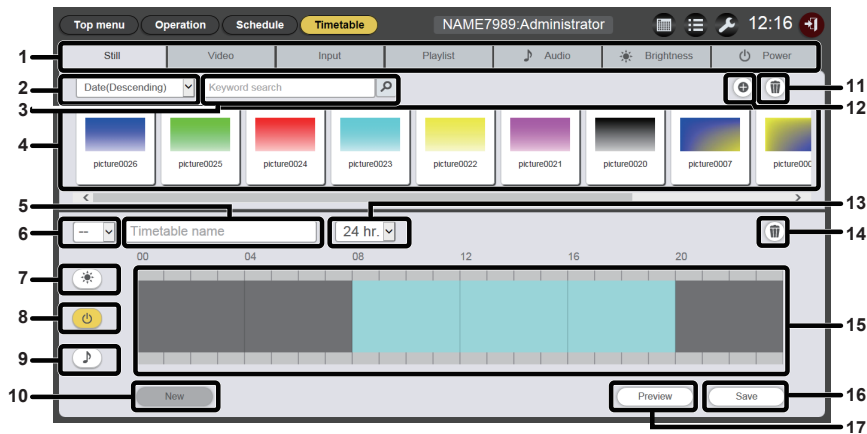 Top menu Operation Schedule Timetable NAME7989:Administrator 12:16
1 Still Video Input Playlist Audio Brightness Power
2 Date(Descending) Keyword search 11
3 12
4 picture0026 picture0025 picture0024 picture0023 picture0022 picture0021 picture0020 picture0007 picture000
5 13
6 -- Timetable name 24 hr. 14
00 04 08 12 16 20
7
8 15
9
10 New Preview Save 16
17